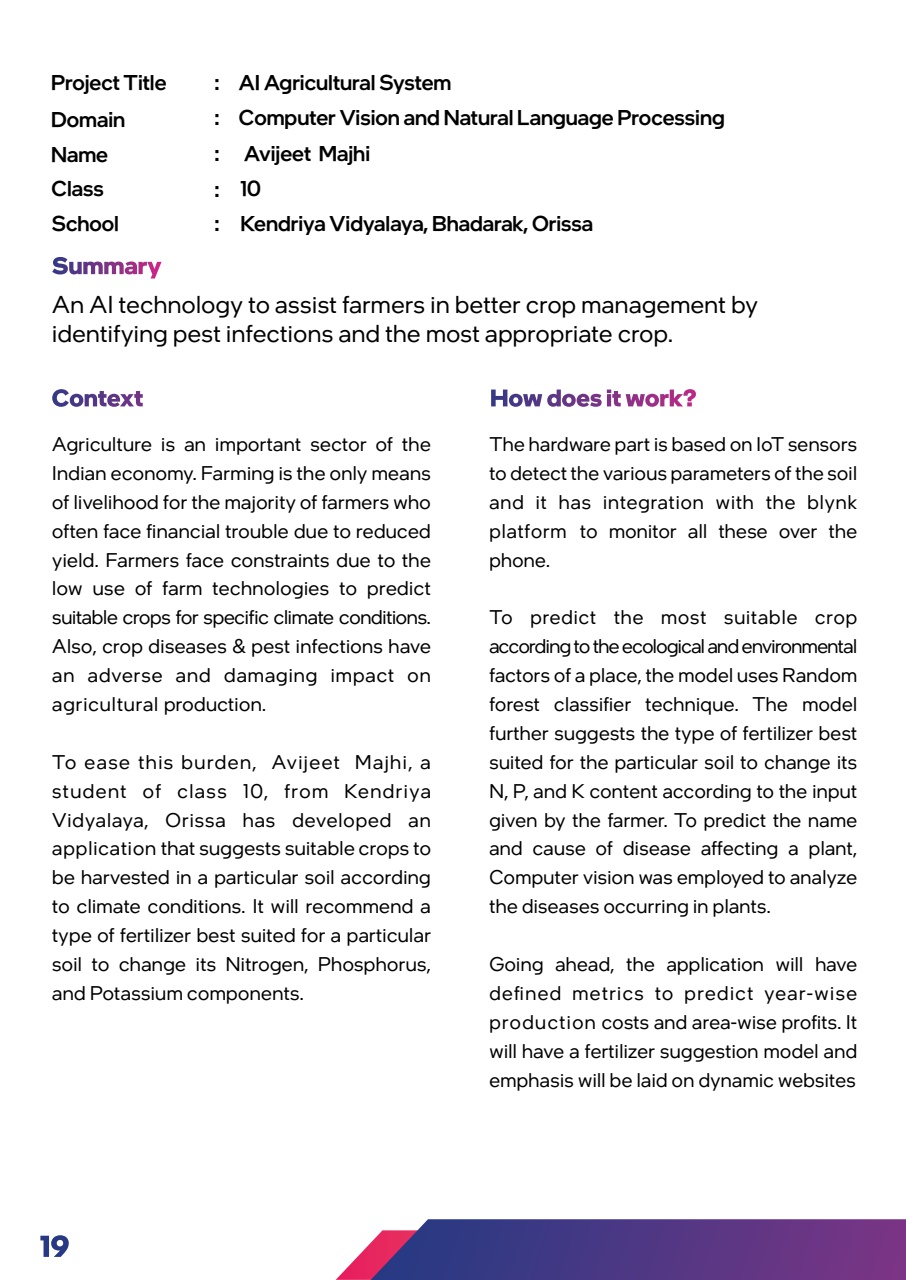 Project Title : AI Agricultural System
Domain : Computer Vision and Natural Language Processing
Name : Avijeet Majhi
Class : 10
School : Kendriya Vidyalaya, Bhadarak, Orissa
Summary
An AI technology to assist farmers in better crop management by
identifying pest infections and the most appropriate crop.
Context
Agriculture is an important sector of the
Indian economy. Farming is the only means
of livelihood for the majority of farmers who
often face financial trouble due to reduced
yield. Farmers face constraints due to the
low use of farm technologies to predict
suitable crops for specific climate conditions.
Also, crop diseases & pest infections have
an adverse and damaging impact on
agricultural production.
To ease this burden, Avijeet Majhi, a
student of class 10, from Kendriya
Vidyalaya, Orissa has developed an
application that suggests suitable crops to
be harvested in a particular soil according
to climate conditions. It will recommend a
type of fertilizer best suited for a particular
soil to change its Nitrogen, Phosphorus,
and Potassium components.
How does it work?
The hardware part is based on IoT sensors
to detect the various parameters of the soil
and it has integration with the blynk
platform to monitor all these over the
phone.
To predict the most suitable crop
according to the ecological and environmental
factors of a place, the model uses Random
forest classifier technique. The model
further suggests the type of fertilizer best
suited for the particular soil to change its
N, P, and K content according to the input
given by the farmer. To predict the name
and cause of disease affecting a plant,
Computer vision was employed to analyze
the diseases occurring in plants.
Going ahead, the application will have
defined metrics to predict year-wise
production costs and area-wise profits. It
will have a fertilizer suggestion model and
emphasis will be laid on dynamic websites
19